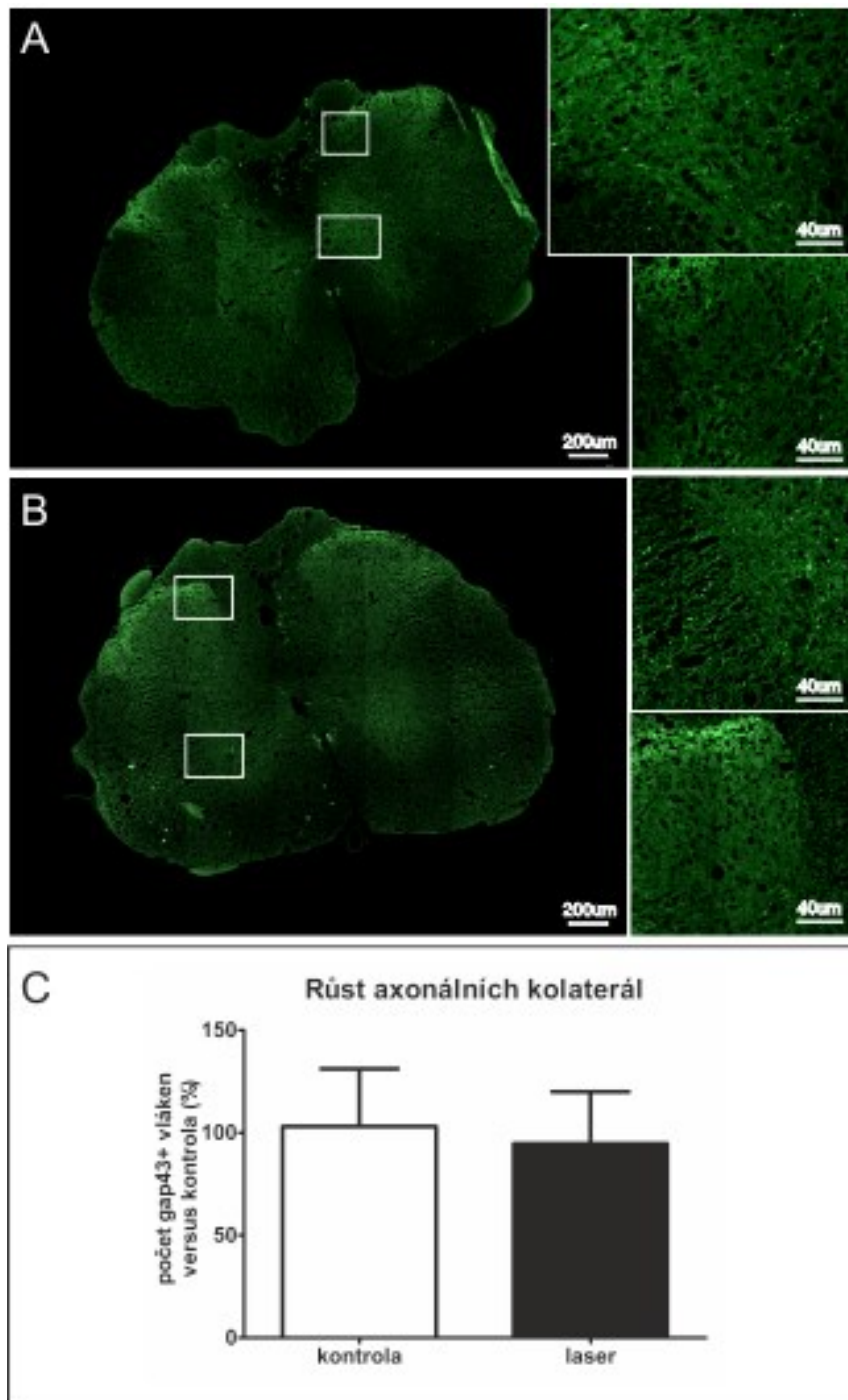 A
40um
40um
200um
B
40um
40um
200um
C
Růst axonálních kolaterál
počet gap43+ vláken
versus kontrola (%)
150
100
50
0
kontrola
laser